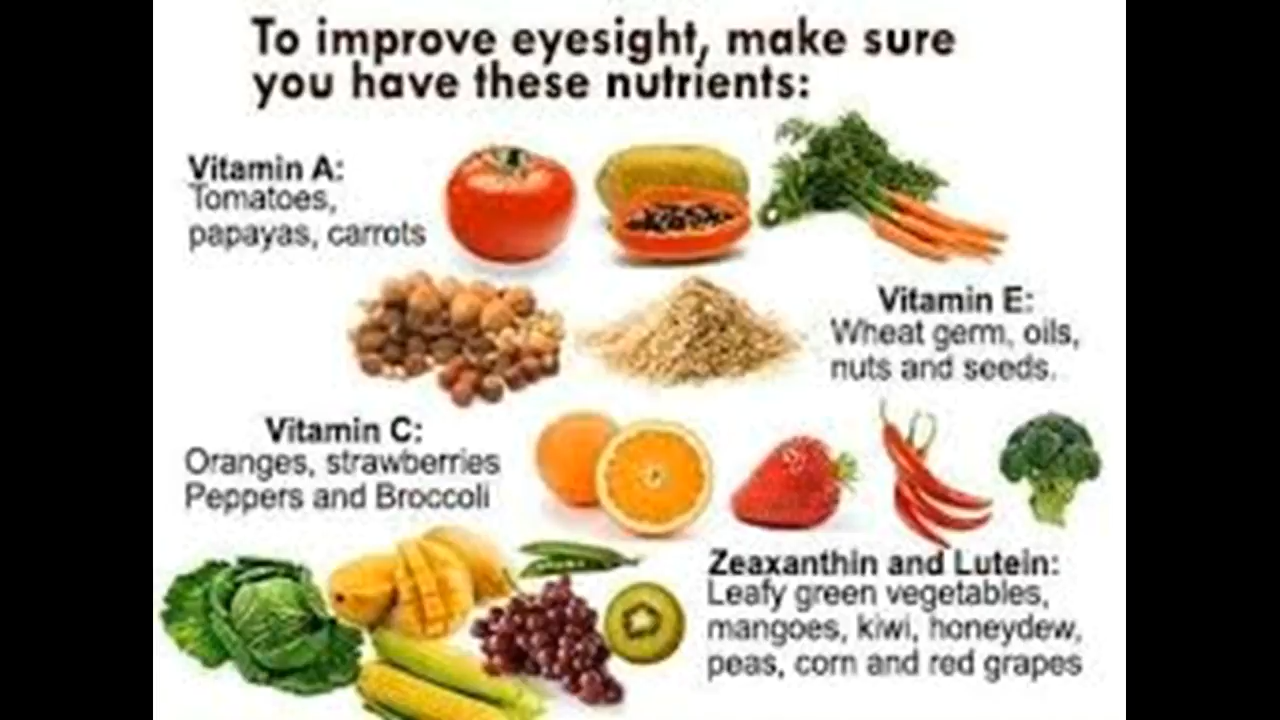 To improve eyesight, make sure
you have these nutrients:
Vitamin A:
Tomatoes,
papayas, carrots
Vitamin E:
Wheat germ, oils,
nuts and seeds.
Vitamin C:
Oranges, strawberries
Peppers and Broccoli
Zeaxanthin and Lutein:
Leafy green vegetables,
mangoes, kiwi, honeydew,
peas, corn and red grapes